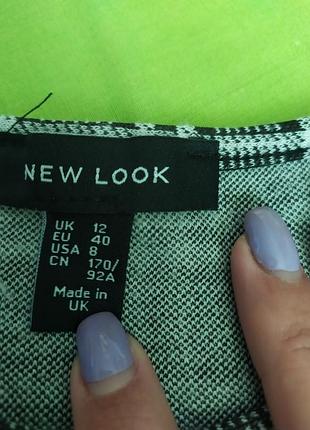 NEW LOOK
UK 12
EU 40
USA 8
CN 170/
92A
Made in
UK